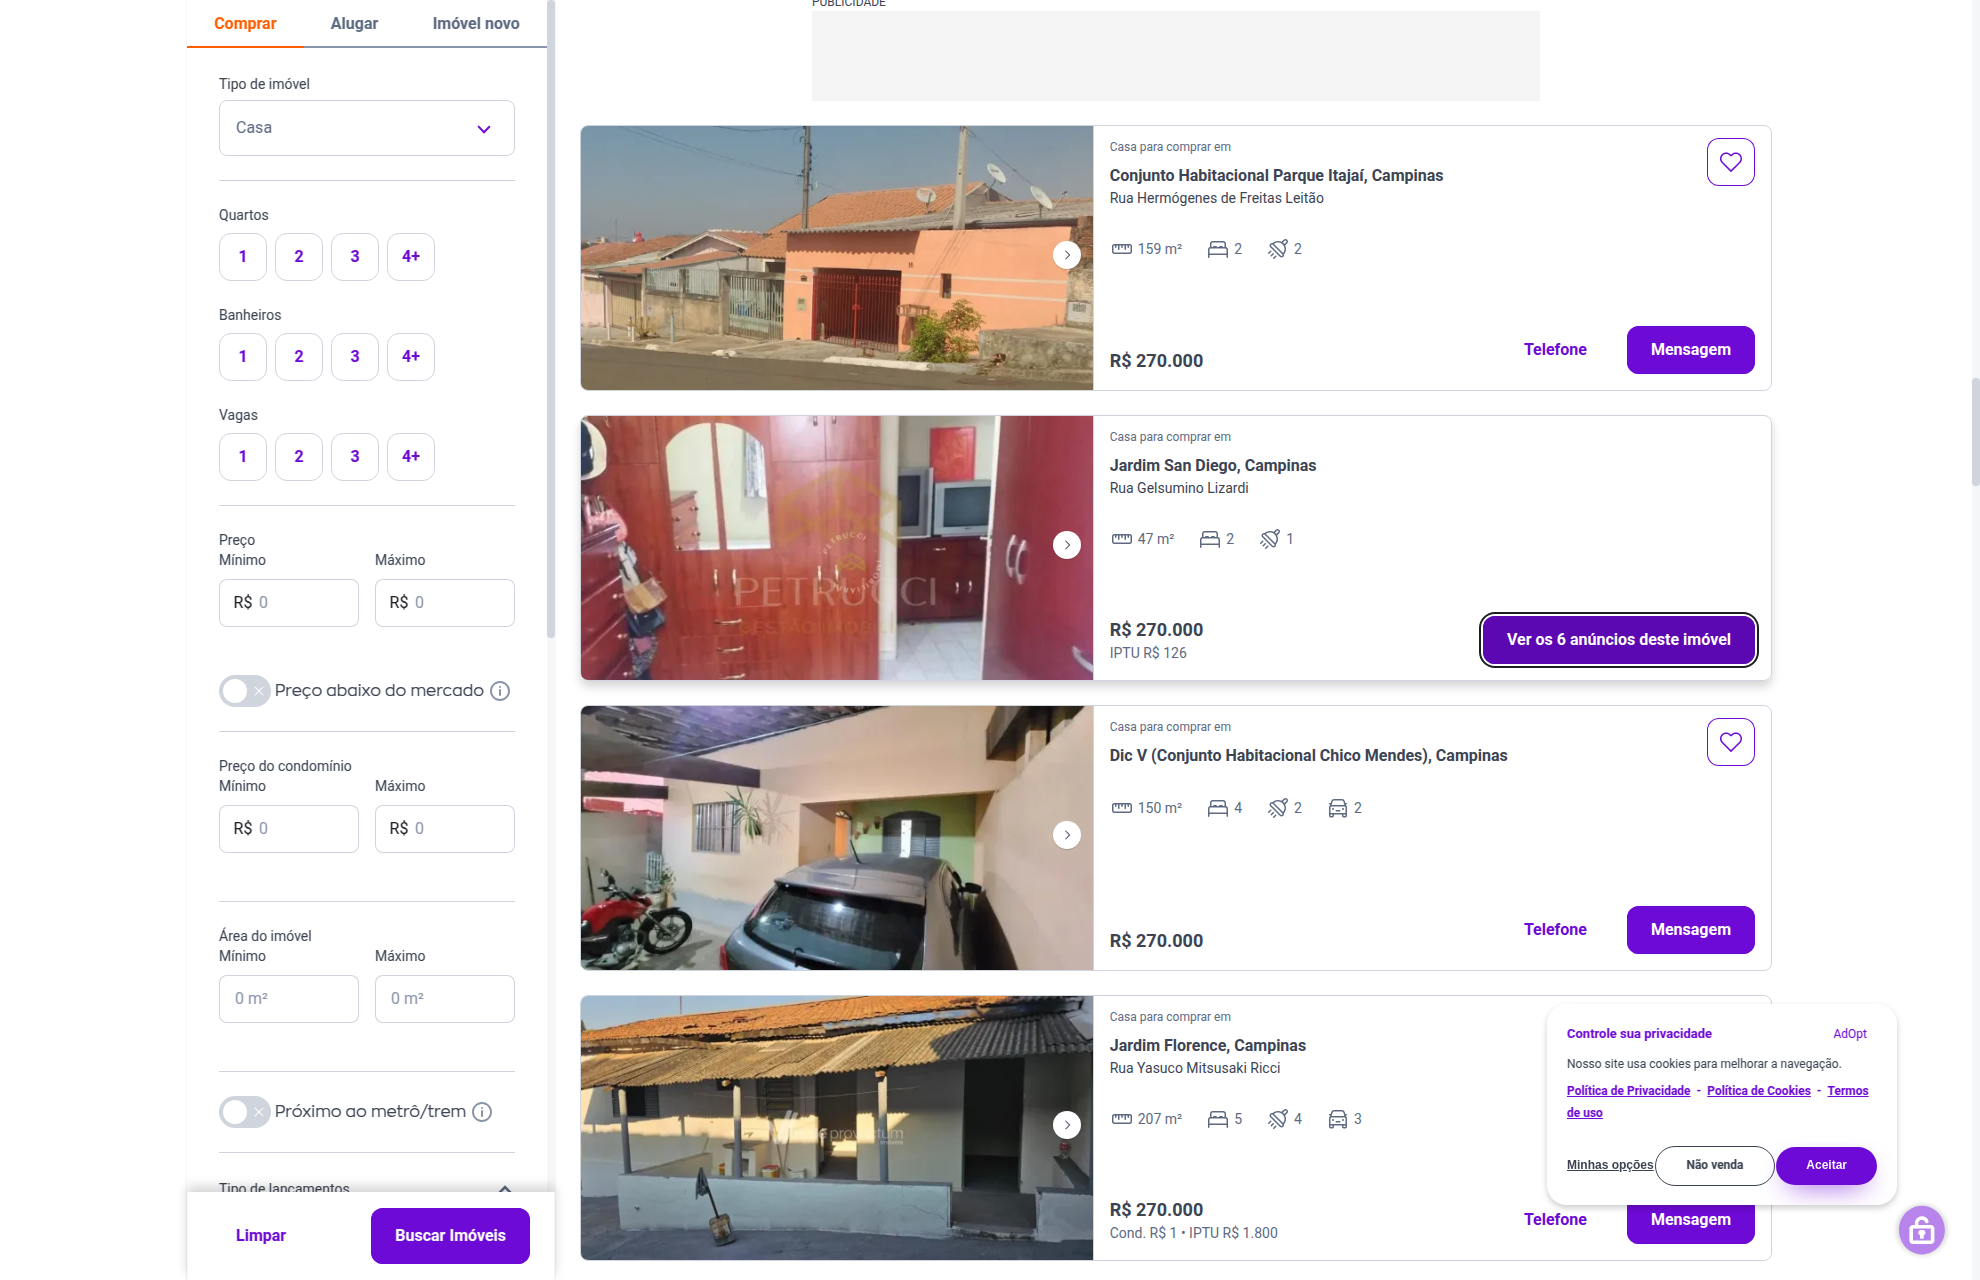 Comprar
Alugar
Imóvel novo
Tipo de imóvel
Casa
Quartos
1
2
3
4+
Banheiros
1
2
3
4+
Vagas
1
2
3
4+
Preço
Mínimo
Máximo
R$ 0
R$ 0
Preço abaixo do mercado
Preço do condomínio
Mínimo
Máximo
R$ 0
R$ 0
Área do imóvel
Mínimo
Máximo
0 m²
0 m²
Próximo ao metrô/trem
Tipo de lançamentos
Limpar
Buscar Imóveis
PUBLICIDADE
Casa para comprar em
Conjunto Habitacional Parque Itajaí, Campinas
Rua Hermógenes de Freitas Leitão
159 m²
2
2
R$ 270.000
Telefone
Mensagem
PETRUCCI
Casa para comprar em
Jardim San Diego, Campinas
Rua Gelsumino Lizardi
47 m²
2
1
R$ 270.000
IPTU R$ 126
Ver os 6 anúncios deste imóvel
Casa para comprar em
Dic V (Conjunto Habitacional Chico Mendes), Campinas
150 m²
4
2
2
R$ 270.000
Telefone
Mensagem
Casa para comprar em
Jardim Florence, Campinas
Rua Yasuco Mitsusaki Ricci
207 m²
5
4
3
R$ 270.000
Cond. R$ 1 • IPTU R$ 1.800
Telefone
Mensagem
Controle sua privacidade
AdOpt
Nosso site usa cookies para melhorar a navegação.
Política de Privacidade - Política de Cookies - Termos
de uso
Minhas opções
Não venda
Aceitar